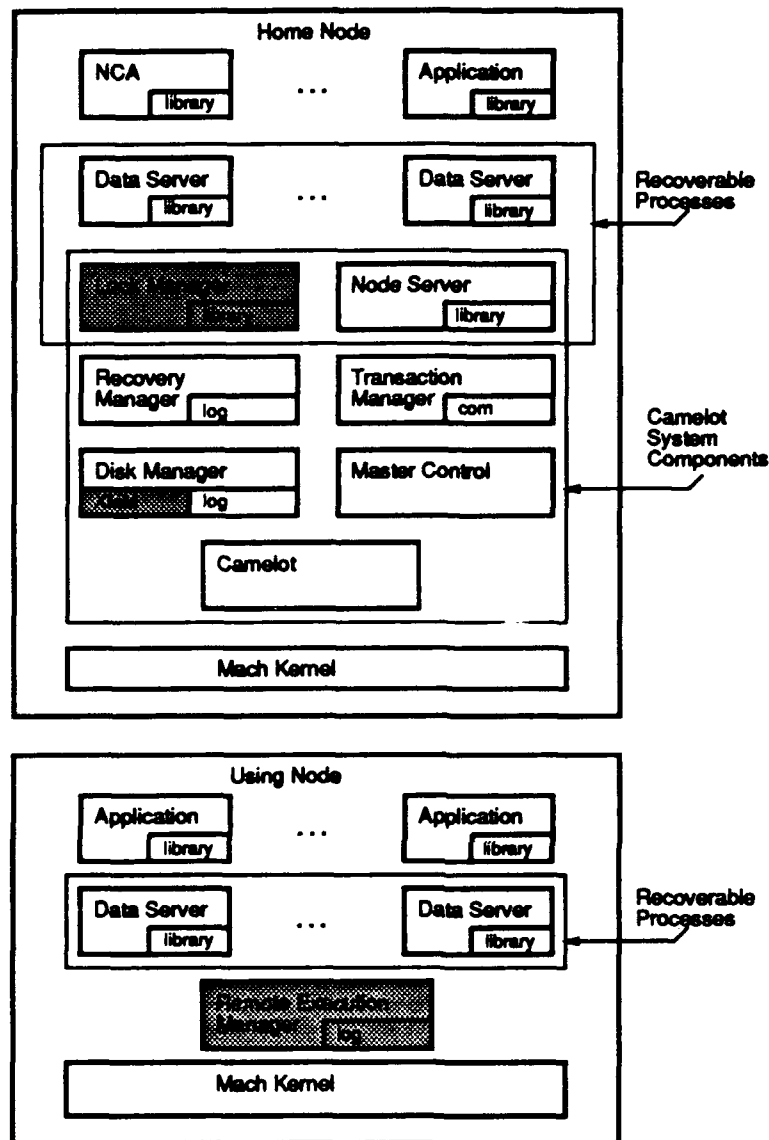 Home Node
NCA
library
...
Application
library
Data Server
library
...
Data Server
library
Recoverable
Processes
Lock Manager
library
Node Server
library
Recovery
Manager
log
Transaction
Manager
com
Camelot
System
Components
Disk Manager
log
Master Control
Camelot
Mach Kernel
Using Node
Application
library
...
Application
library
Data Server
library
...
Data Server
library
Recoverable
Processes
Remote Execution
Manager
log
Mach Kernel